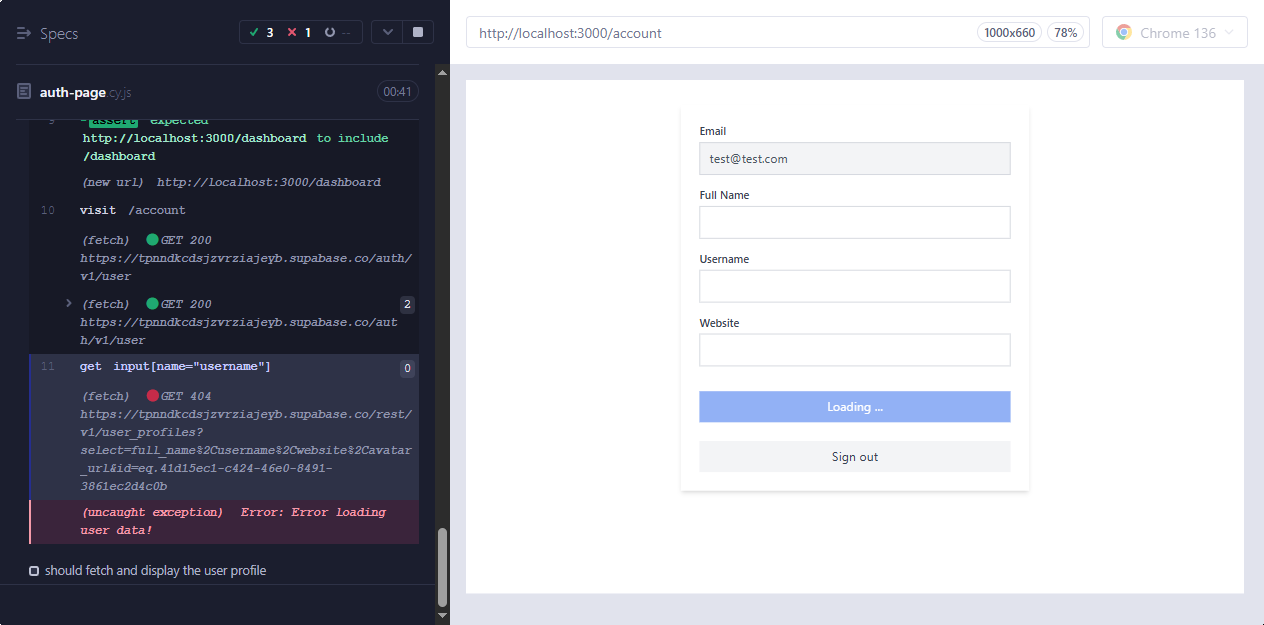 Specs
3
1
--
auth-page.cy.js
00:41
9
-assert expected
http://localhost:3000/dashboard to include
/dashboard
(new url) http://localhost:3000/dashboard
10 visit /account
(fetch) GET 200
https://tpnndkcdsjzvrziajeyb.supabase.co/auth/
v1/user
(fetch) GET 200 2
https://tpnndkcdsjzvrziajeyb.supabase.co/aut
h/v1/user
11 get input[name="username"] 0
(fetch) GET 404
https://tpnndkcdsjzvrziajeyb.supabase.co/rest/
v1/user_profiles?
select=full_name%2Cusername%2Cwebsite%2Cavatar
_url&id=eq.41d15ec1-c424-46e0-8491-
3861ec2d4c0b
(uncaught exception) Error: Error loading
user data!
should fetch and display the user profile
http://localhost:3000/account
1000x660
78%
Chrome 136
Email
test@test.com
Full Name
Username
Website
Loading ...
Sign out